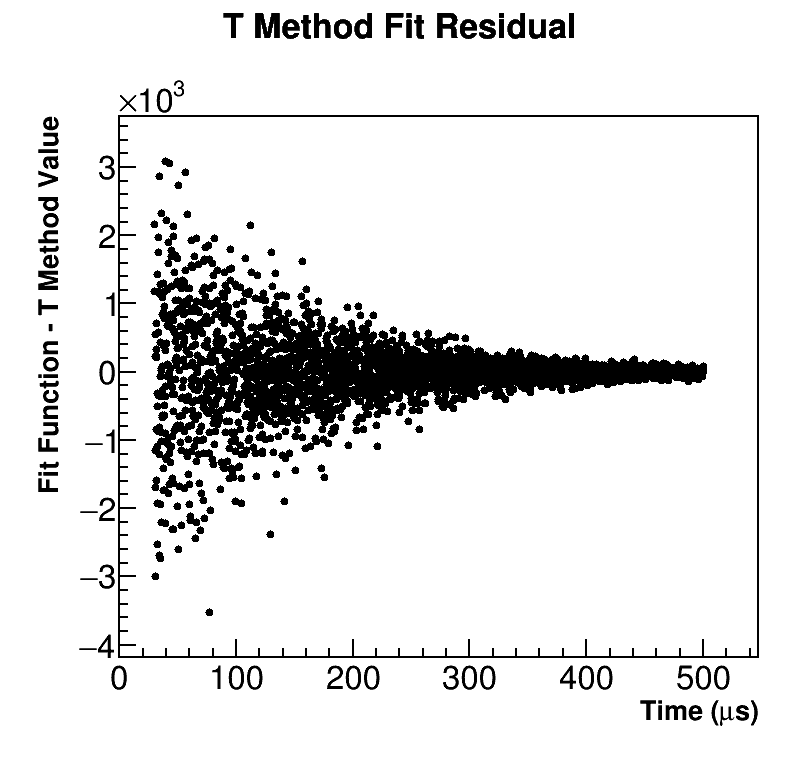 T Method Fit Residual
×10³
Fit Function - T Method Value
3
2
1
0
−1
−2
−3
−4
0 100 200 300 400 500
Time (μs)